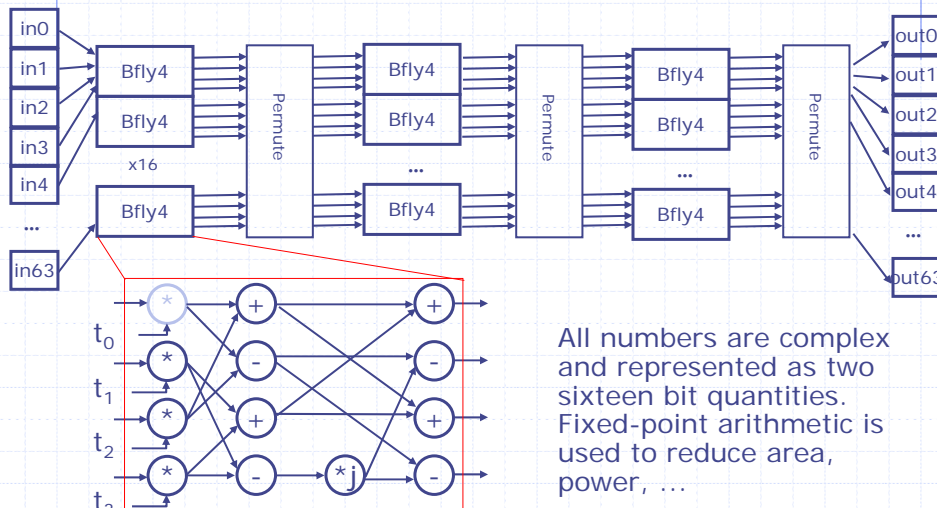 in0
in1
in2
in3
in4
...
in63
Bfly4
Bfly4
x16
Bfly4
Permute
Bfly4
Bfly4
...
Bfly4
Permute
Bfly4
Bfly4
...
Bfly4
Permute
out0
out1
out2
out3
out4
...
out63
*
+
+
t0
*
-
-
t1
*
+
+
t2
*
-
*j
-
All numbers are complex
and represented as two
sixteen bit quantities.
Fixed-point arithmetic is
used to reduce area,
power, ...